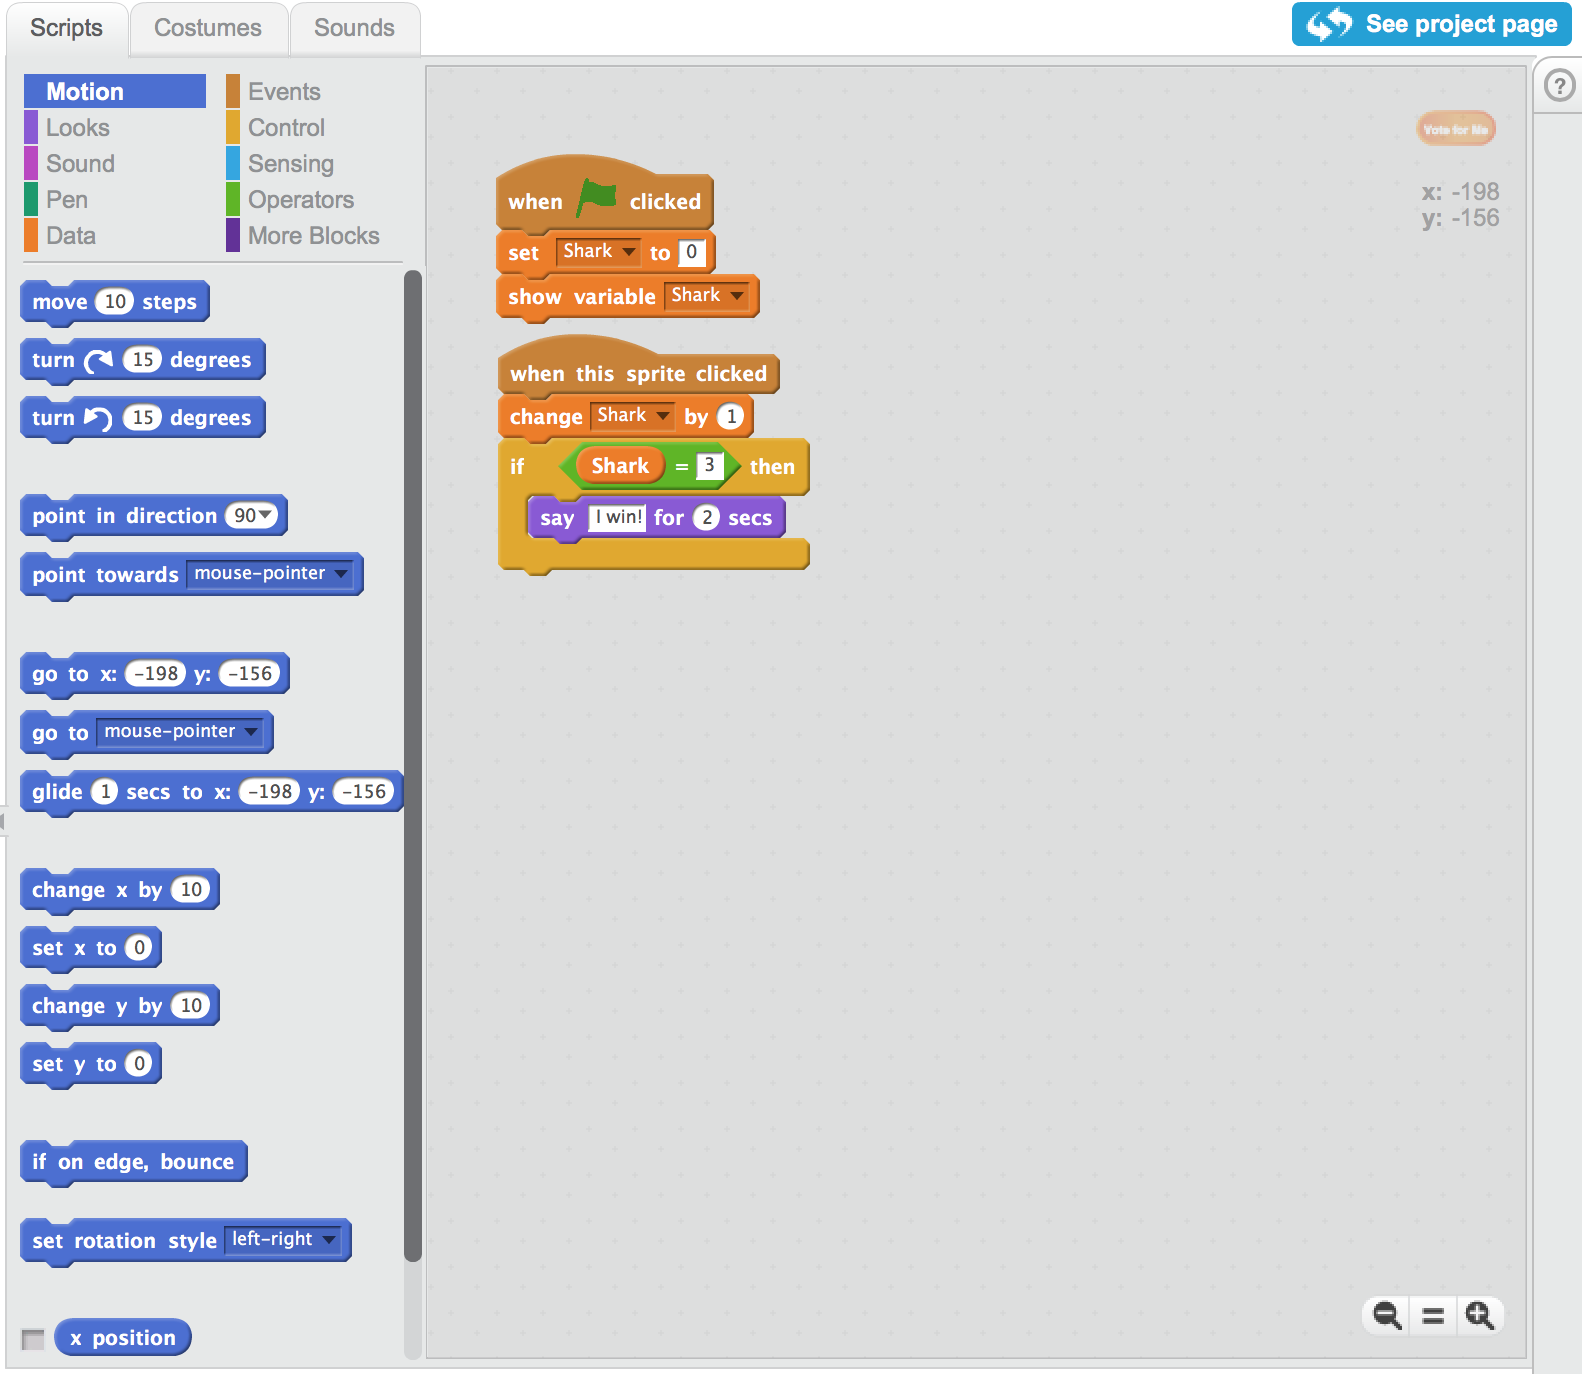 Scripts Costumes Sounds
See project page
Motion Events
Looks Control
Sound Sensing
Pen Operators
Data More Blocks
move 10 steps
turn 15 degrees
turn 15 degrees
point in direction 90
point towards mouse-pointer
go to x: -198 y: -156
go to mouse-pointer
glide 1 secs to x: -198 y: -156
change x by 10
set x to 0
change y by 10
set y to 0
if on edge, bounce
set rotation style left-right
x position
when clicked
set Shark to 0
show variable Shark
when this sprite clicked
change Shark by 1
if Shark = 3 then
say I win! for 2 secs
Vote for Me
x: -198
y: -156
?